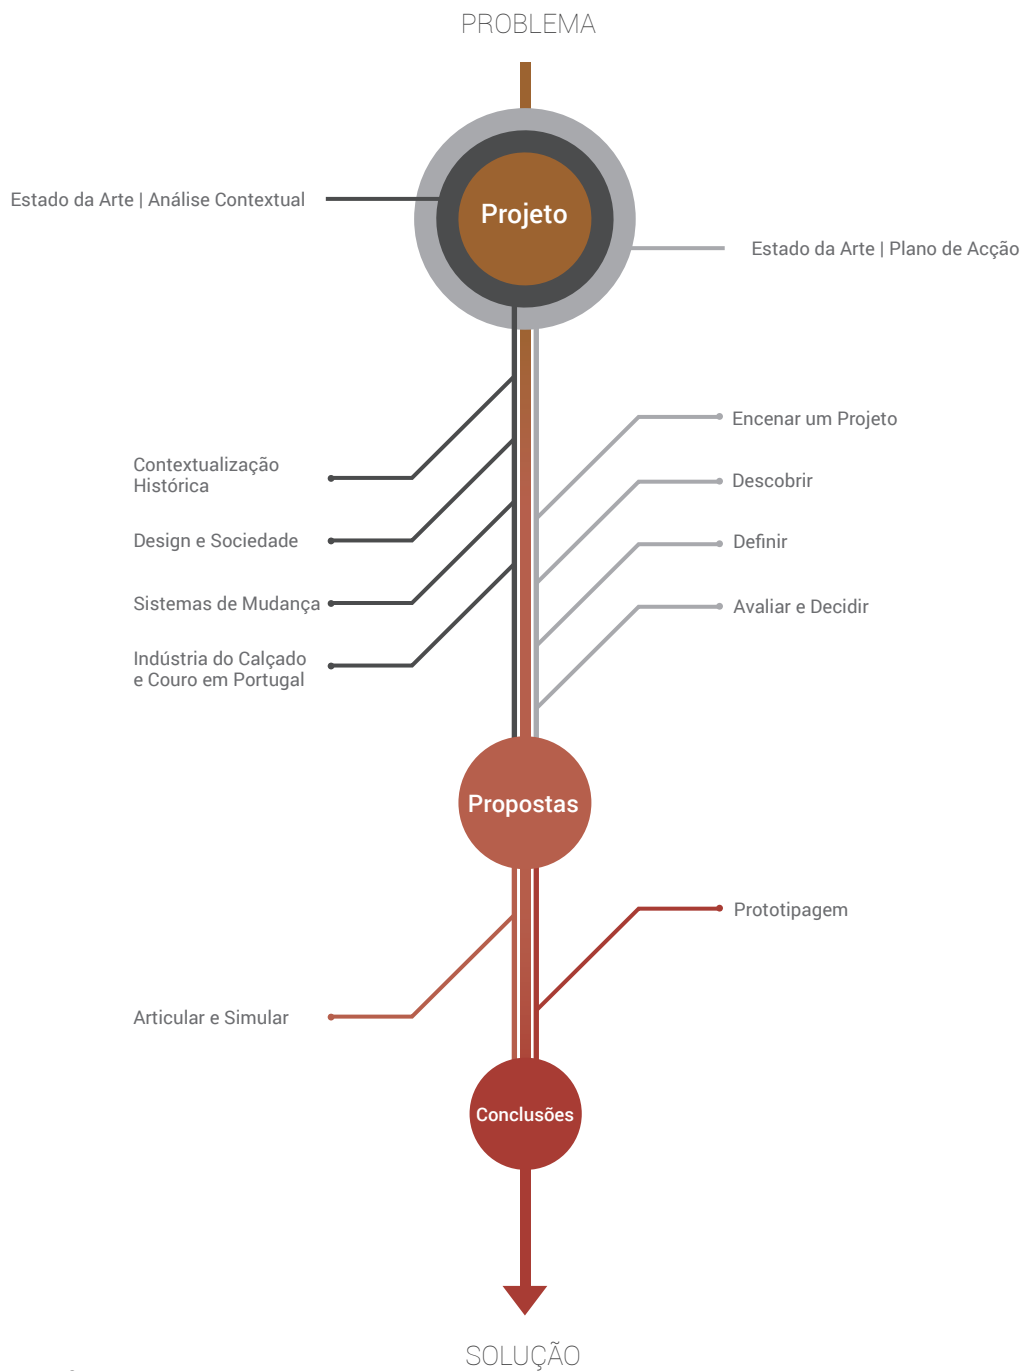 PROBLEMA
Projeto
Estado da Arte | Análise Contextual
Estado da Arte | Plano de Acção
Encenar um Projeto
Contextualização
Histórica
Descobrir
Design e Sociedade
Definir
Sistemas de Mudança
Avaliar e Decidir
Indústria do Calçado
e Couro em Portugal
Propostas
Prototipagem
Articular e Simular
Conclusões
SOLUÇÃO